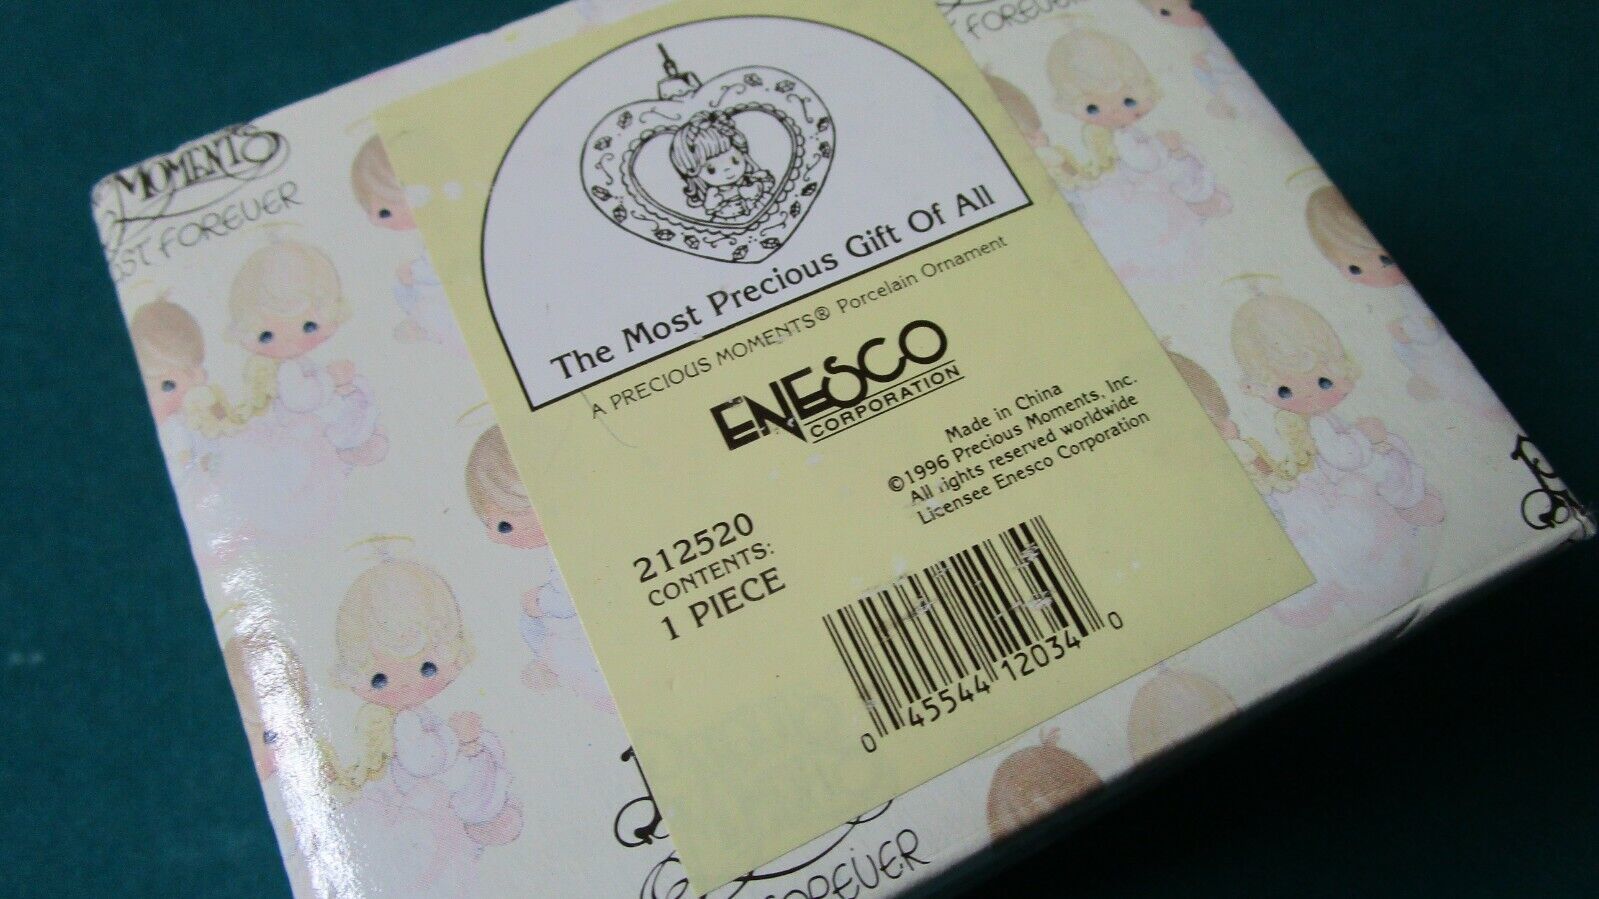 MOMENTS
FOREVER
FOREVER
The Most Precious Gift Of All
A PRECIOUS MOMENTS® Porcelain Ornament
ENESCO
CORPORATION
Made in China
©1996 Precious Moments, Inc.
All rights reserved worldwide
Licensee Enesco Corporation
212520
CONTENTS:
1 PIECE
0 45544 12034 0
FOREVER